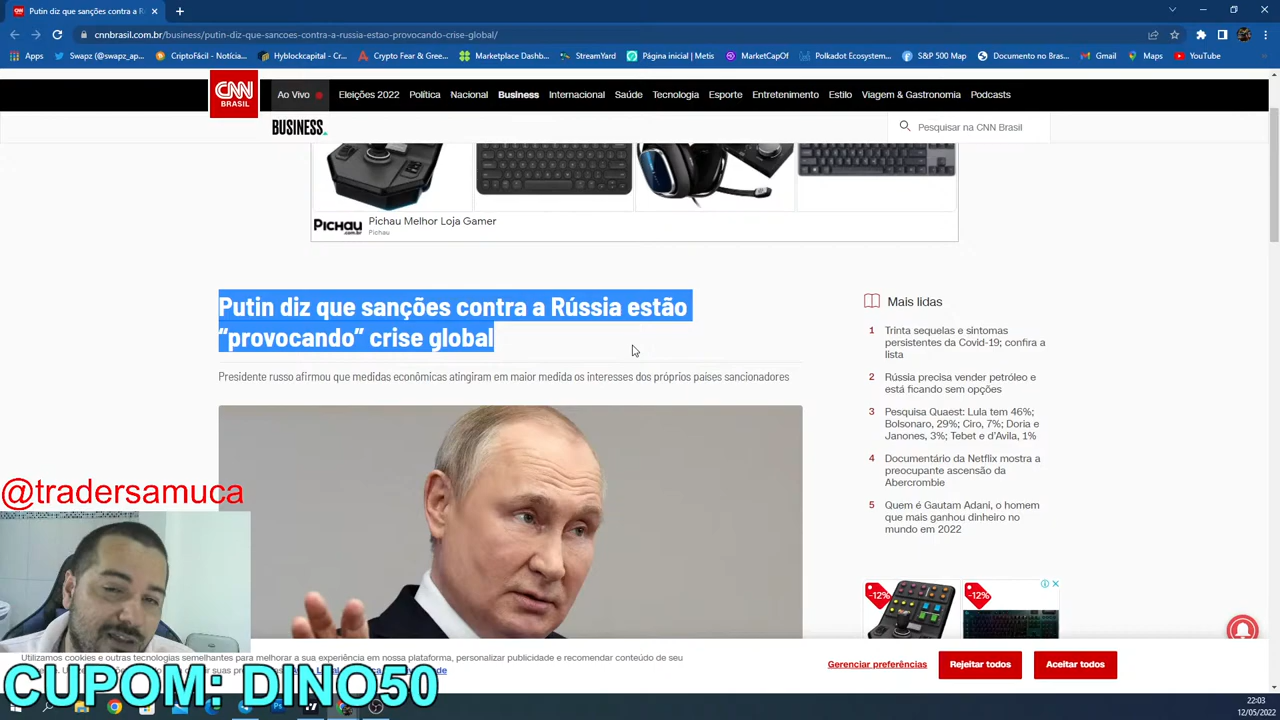 Putin diz que sanções contra a R
cnnbrasil.com.br/business/putin-diz-que-sancoes-contra-a-russia-estao-provocando-crise-global/
Apps
Swapz (@swapz_ap...
CriptoFácil - Notícia...
Hyblockcapital - C...
Crypto Fear & Gree...
Marketplace Dashb...
StreamYard
Página inicial | Metis
MarketCapOf
Polkadot Ecosystem...
S&P 500 Map
Documento no Bras...
Gmail
Maps
YouTube
CNN
BRASIL
Ao Vivo
Eleições 2022
Política
Nacional
Business
Internacional
Saúde
Tecnologia
Esporte
Entretenimento
Estilo
Viagem & Gastronomia
Podcasts
BUSINESS
Pesquisar na CNN Brasil
PICHAU
.com.br
Pichau Melhor Loja Gamer
Pichau
Putin diz que sanções contra a Rússia estão
“provocando” crise global
Presidente russo afirmou que medidas econômicas atingiram em maior medida os interesses dos próprios países sancionadores
Mais lidas
1 Trinta sequelas e sintomas
persistentes da Covid-19; confira a
lista
2 Rússia precisa vender petróleo e
está ficando sem opções
3 Pesquisa Quaest: Lula tem 46%;
Bolsonaro, 29%; Ciro, 7%; Doria e
Janones, 3%; Tebet e d’Avila, 1%
4 Documentário da Netflix mostra a
preocupante ascensão da
Abercrombie
5 Quem é Gautam Adani, o homem
que mais ganhou dinheiro no
mundo em 2022
-12%
-12%
@tradersamuca
Utilizamos cookies e outras tecnologias semelhantes para melhorar a sua experiência em nossa plataforma, personalizar publicidade e recomendar conteúdo de seu
Gerenciar preferências
Rejeitar todos
Aceitar todos
CUPOM: DINO50
22:03
12/05/2022